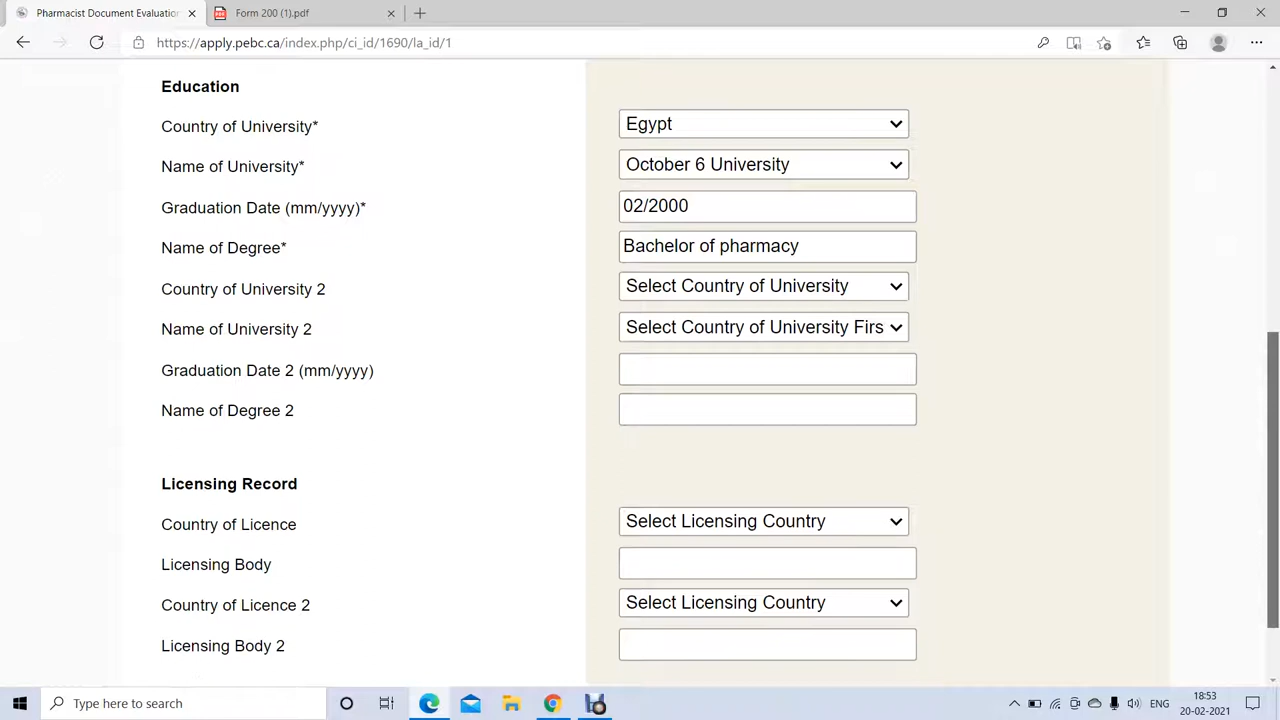 Pharmacist Document Evaluation
Form 200 (1).pdf
https://apply.pebc.ca/index.php/ci_id/1690/la_id/1
Education
Country of University*
Egypt
Name of University*
October 6 University
Graduation Date (mm/yyyy)*
02/2000
Name of Degree*
Bachelor of pharmacy
Country of University 2
Select Country of University
Name of University 2
Select Country of University Firs
Graduation Date 2 (mm/yyyy)
Name of Degree 2
Licensing Record
Country of Licence
Select Licensing Country
Licensing Body
Country of Licence 2
Select Licensing Country
Licensing Body 2
Type here to search
ENG
18:53
20-02-2021